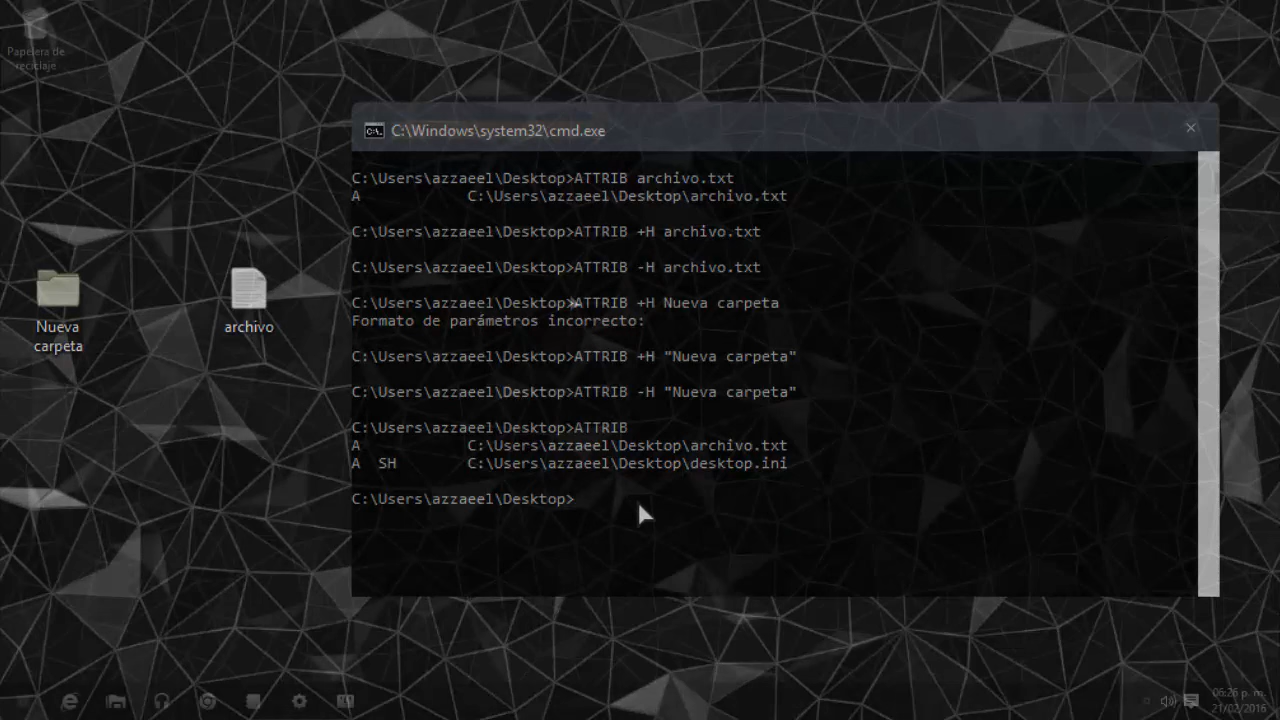 Papelera de
reciclaje
C:\Windows\system32\cmd.exe
C:\Users\azzaeel\Desktop>ATTRIB archivo.txt
A            C:\Users\azzaeel\Desktop\archivo.txt
C:\Users\azzaeel\Desktop>ATTRIB +H archivo.txt
C:\Users\azzaeel\Desktop>ATTRIB -H archivo.txt
C:\Users\azzaeel\Desktop>ATTRIB +H Nueva carpeta
Formato de parámetros incorrecto:
C:\Users\azzaeel\Desktop>ATTRIB +H "Nueva carpeta"
C:\Users\azzaeel\Desktop>ATTRIB -H "Nueva carpeta"
C:\Users\azzaeel\Desktop>ATTRIB
A            C:\Users\azzaeel\Desktop\archivo.txt
A  SH        C:\Users\azzaeel\Desktop\desktop.ini
C:\Users\azzaeel\Desktop>
Nueva
carpeta
archivo
06:26 p. m.
21/02/2016